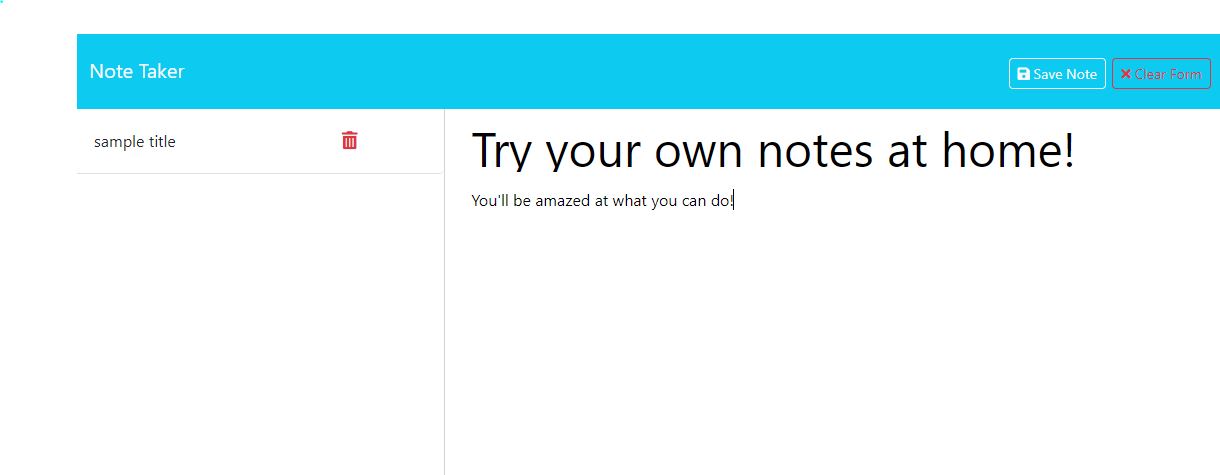 Note Taker
Save Note
Clear Form
sample title
Try your own notes at home!
You'll be amazed at what you can do!